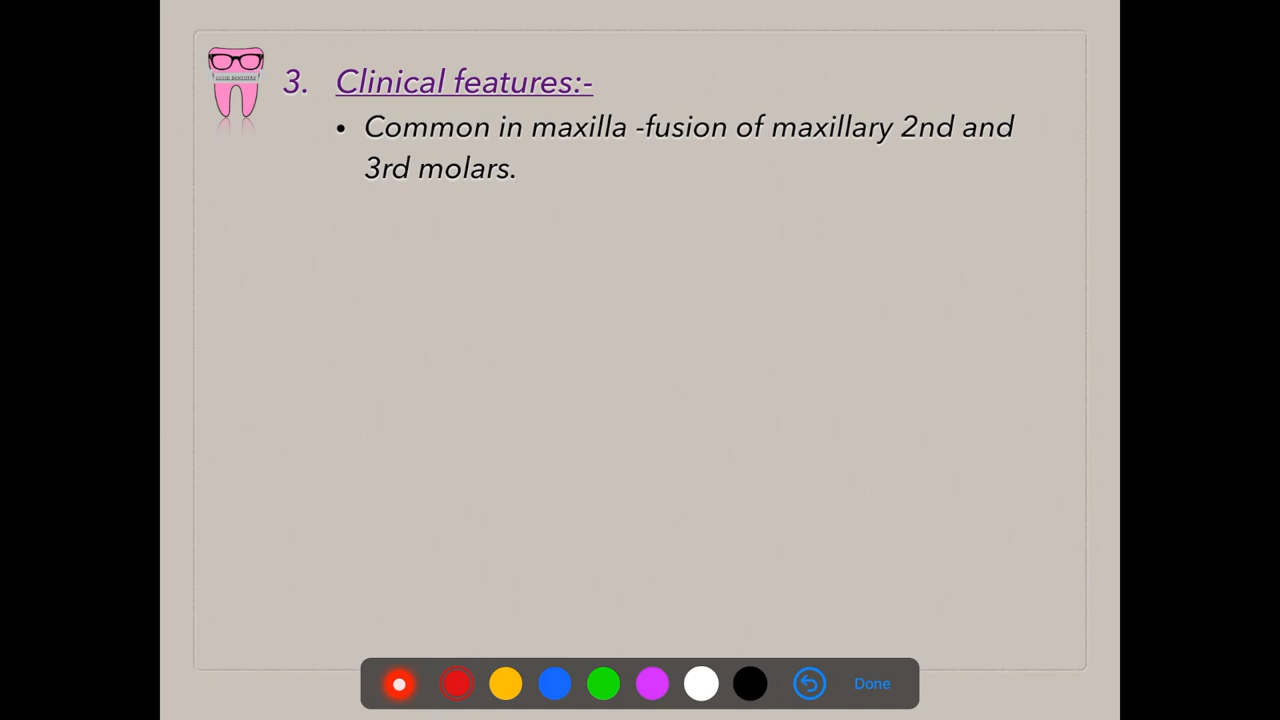 3. Clinical features:-
• Common in maxilla -fusion of maxillary 2nd and
3rd molars.
Done